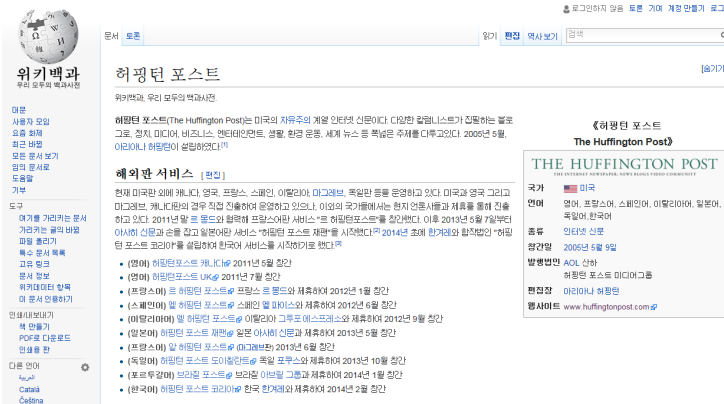 로그인하지 않음 토론 기여 계정 만들기 로그
문서 토론
읽기 편집 역사 보기 검색
위키백과
우리 모두의 백과사전
대문
사용자 모임
요즘 화제
최근 바뀜
모든 문서 보기
임의 문서로
도움말
기부
도구
여기를 가리키는 문서
가리키는 글의 바뀜
파일 올리기
특수 문서 목록
고유 링크
문서 정보
위키데이터 항목
이 문서 인용하기
인쇄/내보내기
책 만들기
PDF로 다운로드
인쇄용 판
다른 언어
العربية
Català
Čeština
허핑턴 포스트
[숨기기
위키백과, 우리 모두의 백과사전.
허핑턴 포스트(The Huffington Post)는 미국의 자유주의 계열 인터넷 신문이다. 다양한 칼럼니스트가 집필하는 블로
그로, 정치, 미디어, 비즈니스, 엔터테인먼트, 생활, 환경 운동, 세계 뉴스 등 폭넓은 주제를 다루고있다. 2005년 5월,
아리아나 허핑턴이 설립하였다.[1]
해외판 서비스 [편집]
현재 미국판 외에 캐나다, 영국, 프랑스, 스페인, 이탈리아, 마그레브, 독일판 등을 운영하고 있다. 미국과 영국 그리고
마그레브, 캐나다판의 경우 직접 진출하여 운영하고 있으나, 이외의 국가들에서는 현지 언론사들과 제휴를 통해 진출
하고 있다. 2011년 말 르 몽드와 협력해 프랑스어판 서비스 "르 허핑턴포스트"를 창간했다. 이후 2013년 5월 7일부터
아사히 신문과 손을 잡고 일본어판 서비스 "허핑턴 포스트 재팬"을 시작했다.[2] 2014년 초에 한겨레와 합작법인 "허핑
턴 포스트 코리아"를 설립하여 한국어 서비스를 시작하기로 했다.[3]
(영어) 허핑턴포스트 캐나다 2011년 5월 창간
(영어) 허핑턴포스트 UK 2011년 7월 창간
(프랑스어) 르 허핑턴 포스트 프랑스 르 몽드와 제휴하여 2012년 1월 창간
(스페인어) 엘 허핑턴 포스트 스페인 엘 파이스와 제휴하여 2012년 6월 창간
(이탈리아어) 럴 허핑턴 포스트 이탈리아 그루포 에스프레소와 제휴하여 2012년 9월 창간
(일본어) 허핑턴 포스트 재팬 일본 아사히 신문과 제휴하여 2013년 5월 창간
(프랑스어) 알 허핑턴 포스트 (마그레브판) 2013년 6월 창간
(독일어) 허핑턴 포스트 도이칠란트 독일 포쿠스와 제휴하여 2013년 10월 창간
(포르투갈어) 브라질 포스트 브라질 아브릴 그룹과 제휴하여 2014년 1월 창간
(한국어) 허핑턴 포스트 코리아 한국 한겨레와 제휴하여 2014년 2월 창간
《허핑턴 포스트
The Huffington Post》
THE HUFFINGTON POST
THE INTERNET NEWSPAPER: NEWS BLOGS VIDEO COMMUNITY
국가 미국
언어 영어, 프랑스어, 스페인어, 이탈리아어, 일본어,
독일어,한국어
종류 인터넷 신문
창간일 2005년 5월 9일
발행법인 AOL 산하
허핑턴 포스트 미디어그룹
편집장 아리아나 허핑턴
웹사이트 www.huffingtonpost.com